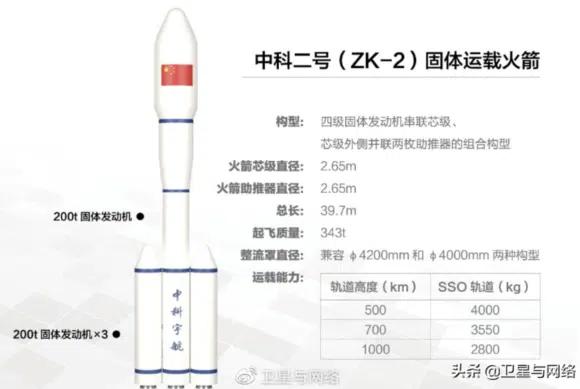 中科二号（ZK-2）固体运载火箭
构型： 四级固体发动机串联芯级、
芯级外侧并联两枚助推器的组合构型
火箭芯级直径： 2.65m
火箭助推器直径： 2.65m
总长： 39.7m
起飞质量： 343t
整流罩直径： 兼容 φ4200mm 和 φ4000mm 两种构型
运载能力：
轨道高度（km） SSO 轨道（kg）
500 4000
700 3550
1000 2800
200t 固体发动机
200t 固体发动机×3
中科宇航
卫星与网络
头条 @卫星与网络